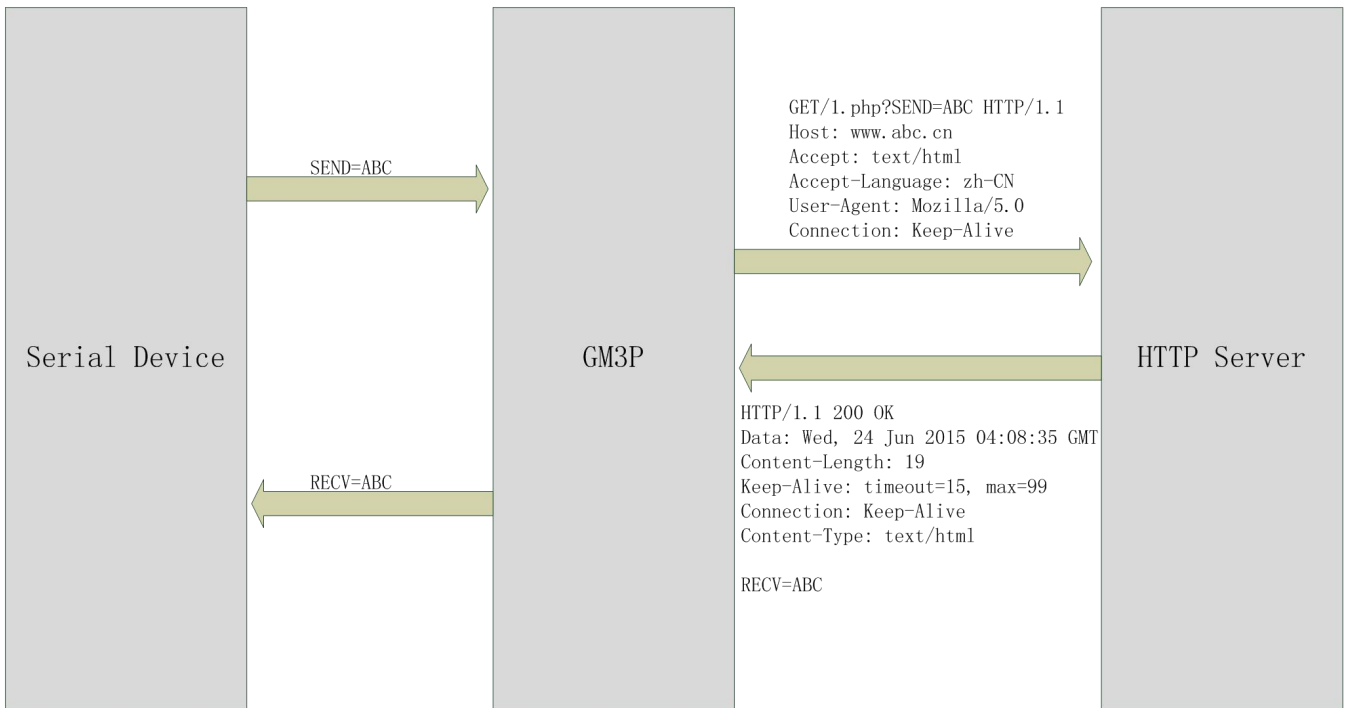 GET/1.php?SEND=ABC HTTP/1.1
Host: www.abc.cn
Accept: text/html
Accept-Language: zh-CN
User-Agent: Mozilla/5.0
Connection: Keep-Alive
SEND=ABC
Serial Device
GM3P
HTTP Server
HTTP/1.1 200 OK
Data: Wed, 24 Jun 2015 04:08:35 GMT
Content-Length: 19
Keep-Alive: timeout=15, max=99
Connection: Keep-Alive
Content-Type: text/html
RECV=ABC
RECV=ABC